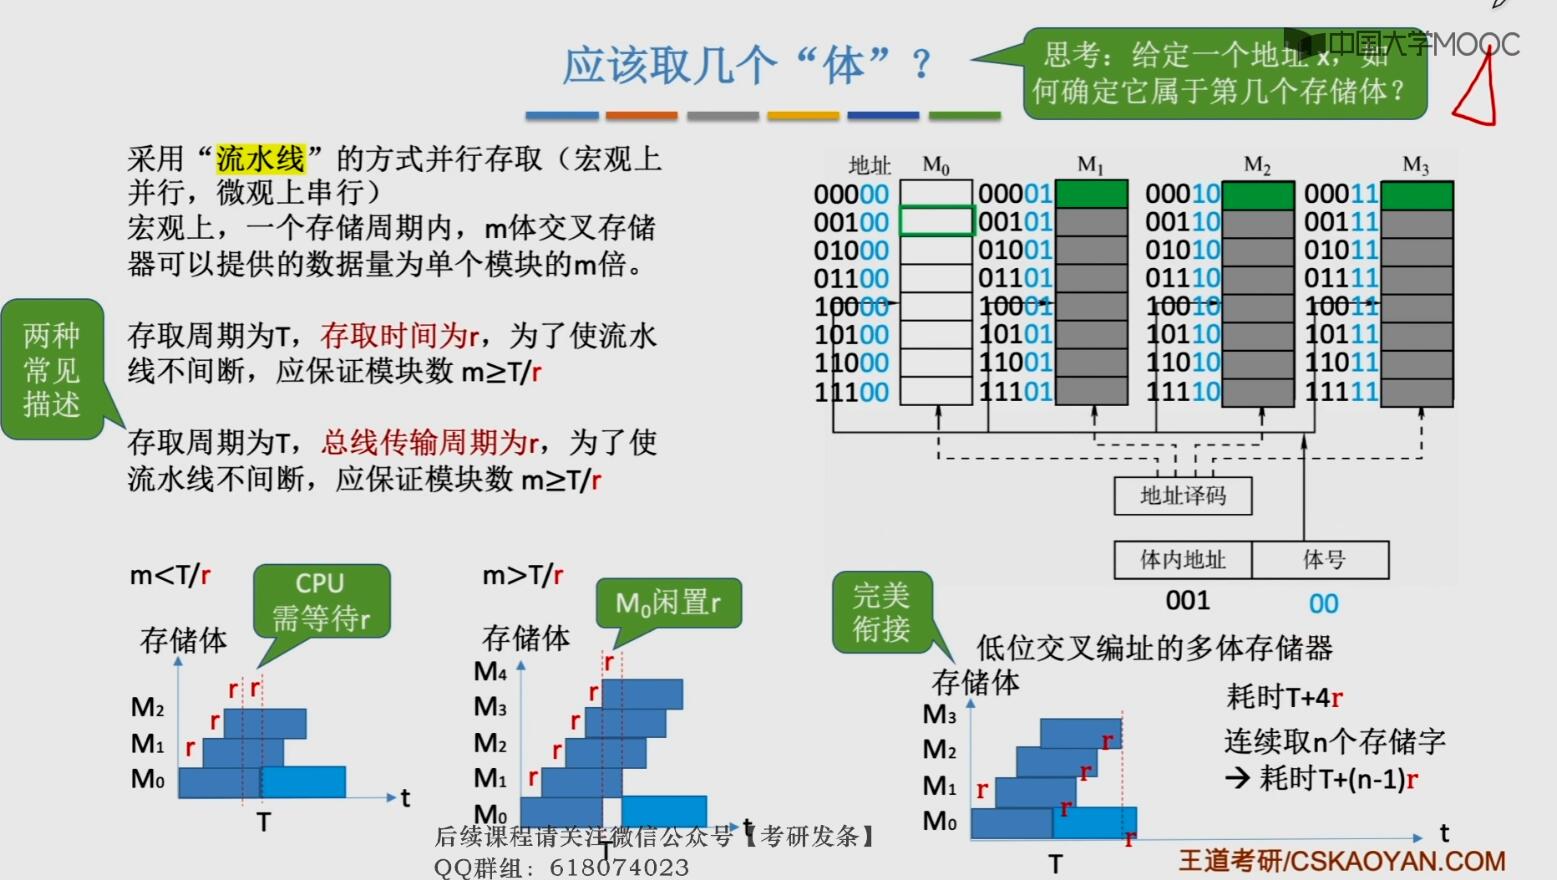 应该取几个“体”？
思考：给定一个地址 x，如
何确定它属于第几个存储体？
中国大学MOOC
采用“流水线”的方式并行存取（宏观上
并行，微观上串行）
宏观上，一个存储周期内，m体交叉存储
器可以提供的数据量为单个模块的m倍。
两种
常见
描述
存取周期为T，存取时间为r，为了使流水
线不间断，应保证模块数 m≥T/r
存取周期为T，总线传输周期为r，为了使
流水线不间断，应保证模块数 m≥T/r
地址 M0 M1 M2 M3
00000 00001 00010 00011
00100 00101 00110 00111
01000 01001 01010 01011
01100 01101 01110 01111
10000 10001 10010 10011
10100 10101 10110 10111
11000 11001 11010 11011
11100 11101 11110 11111
地址译码
体内地址 体号
001 00
低位交叉编址的多体存储器
m<T/r
CPU
需等待r
存储体
r r
M2 r
M1 r
M0
t
T
m>T/r
M0闲置r
存储体
r
M4 r
M3 r
M2 r
M1 r
M0
t
T
完美
衔接
存储体
M3 r
M2 r
M1 r r
M0 r
t
T
耗时T+4r
连续取n个存储字
→ 耗时T+(n-1)r
后续课程请关注微信公众号【考研发条】
QQ群组：618074023
王道考研/CSKAOYAN.COM